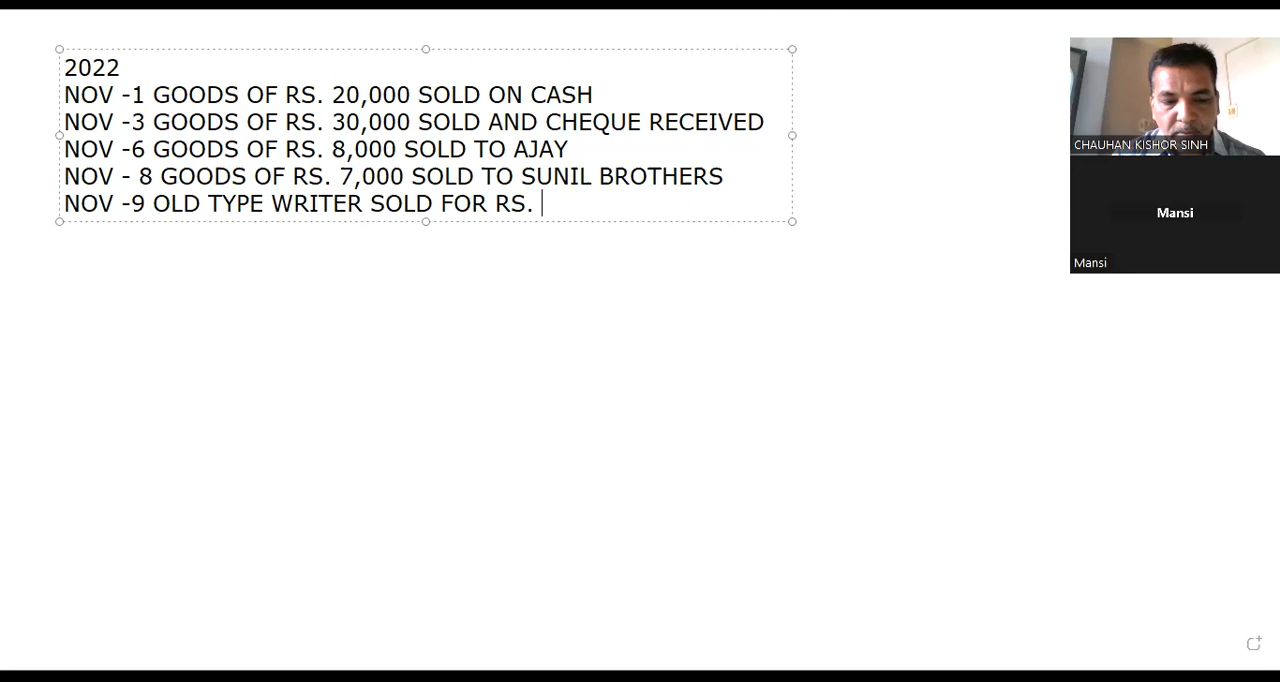 2022
NOV -1 GOODS OF RS. 20,000 SOLD ON CASH
NOV -3 GOODS OF RS. 30,000 SOLD AND CHEQUE RECEIVED
NOV -6 GOODS OF RS. 8,000 SOLD TO AJAY
NOV - 8 GOODS OF RS. 7,000 SOLD TO SUNIL BROTHERS
NOV -9 OLD TYPE WRITER SOLD FOR RS.
CHAUHAN KISHOR SINH
Mansi
Mansi